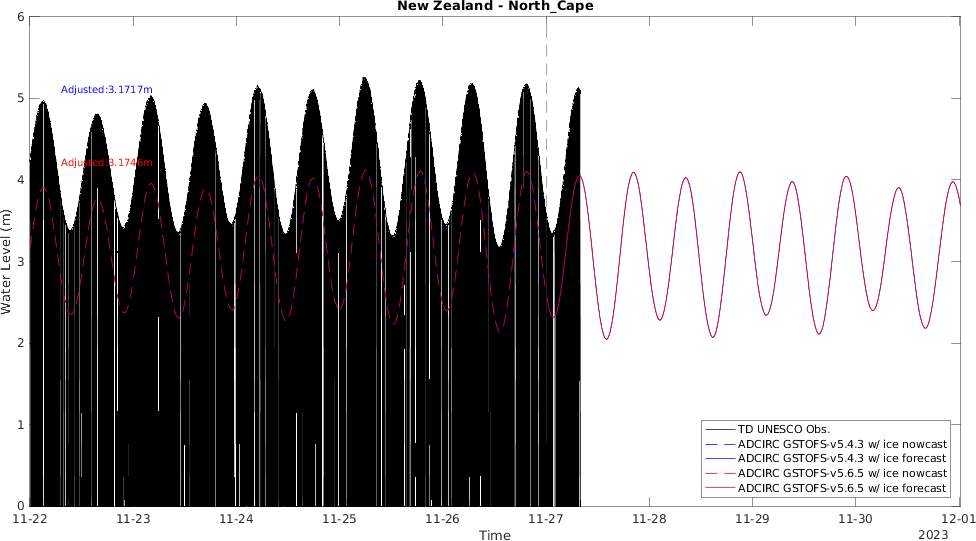 New Zealand - North_Cape
Water Level (m)
6
5
4
3
2
1
0
Adjusted:3.1717m
Adjusted:3.1746m
TD UNESCO Obs.
ADCIRC GSTOFS-v5.4.3 w/ ice nowcast
ADCIRC GSTOFS-v5.4.3 w/ ice forecast
ADCIRC GSTOFS-v5.6.5 w/ ice nowcast
ADCIRC GSTOFS-v5.6.5 w/ ice forecast
11-22 11-23 11-24 11-25 11-26 11-27 11-28 11-29 11-30 12-01
Time
2023